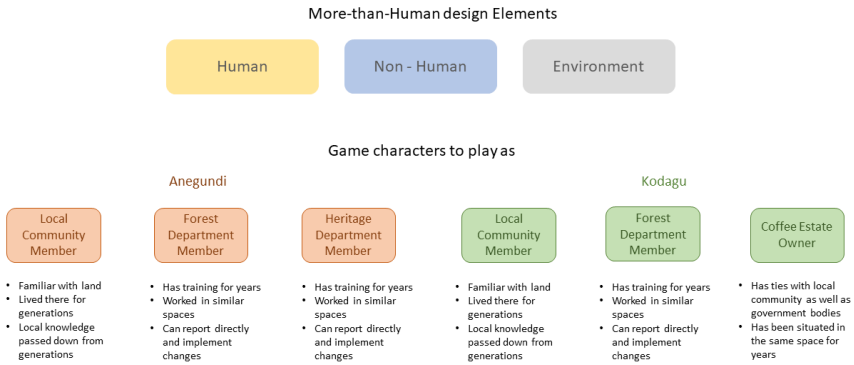 More-than-Human design Elements
Human
Non - Human
Environment
Game characters to play as
Anegundi
Kodagu
Local
Community
Member
Forest
Department
Member
Heritage
Department
Member
Local
Community
Member
Forest
Department
Member
Coffee Estate
Owner
• Familiar with land
• Lived there for
generations
• Local knowledge
passed down from
generations
• Has training for years
• Worked in similar
spaces
• Can report directly
and implement
changes
• Has training for years
• Worked in similar
spaces
• Can report directly
and implement
changes
• Familiar with land
• Lived there for
generations
• Local knowledge
passed down from
generations
• Has training for years
• Worked in similar
spaces
• Can report directly
and implement
changes
• Has ties with local
community as well as
government bodies
• Has been situated in
the same space for
years